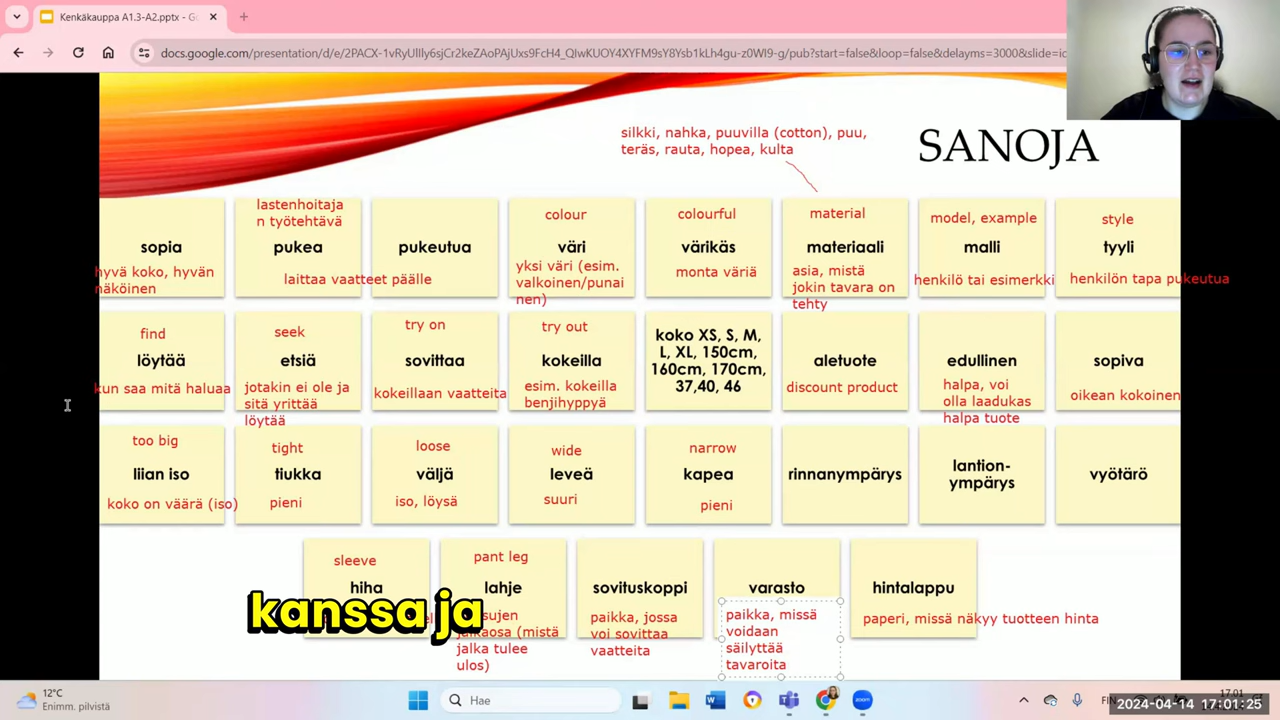 Kenkäkauppa A1.3-A2.pptx - Go
docs.google.com/presentation/d/e/2PACX-1vRyUlIly6sjCr2keZAoPAjUxs9FcH4_QIwKUOY4XYFM9sY8Ysb1kLh4gu-z0WI9-g/pub?start=false&loop=false&delayms=3000&slide=ic
silkki, nahka, puuvilla (cotton), puu,
teräs, rauta, hopea, kulta
SANOJA
lastenhoitaja
n työtehtävä
colour
colourful
material
model, example
style
sopia
pukea
pukeutua
väri
värikäs
materiaali
malli
tyyli
hyvä koko, hyvän
näköinen
laittaa vaatteet päälle
yksi väri (esim.
valkoinen/punai
nen)
monta väriä
asia, mistä
jokin tavara on
tehty
henkilö tai esimerkki
henkilön tapa pukeutua
find
seek
try on
try out
löytää
etsiä
sovittaa
kokeilla
koko XS, S, M,
L, XL, 150cm,
160cm, 170cm,
37,40, 46
aletuote
edullinen
sopiva
kun saa mitä haluaa
jotakin ei ole ja
sitä yrittää
löytää
kokeillaan vaatteita
esim. kokeilla
benjihyppyä
discount product
halpa, voi
olla laadukas
halpa tuote
oikean kokoinen
too big
tight
loose
wide
narrow
liian iso
tiukka
väljä
leveä
kapea
rinnanympärys
lantion-
ympärys
vyötärö
koko on väärä (iso)
pieni
iso, löysä
suuri
pieni
sleeve
pant leg
hiha
lahje
sovituskoppi
varasto
hintalappu
kanssa ja
jalkaosa (mistä
jalka tulee
ulos)
paikka, jossa
voi sovittaa
vaatteita
paikka, missä
voidaan
säilyttää
tavaroita
paperi, missä näkyy tuotteen hinta
12°C
Enimm. pilvistä
Hae
FIN
17.01
2024-04-14 17:01:25